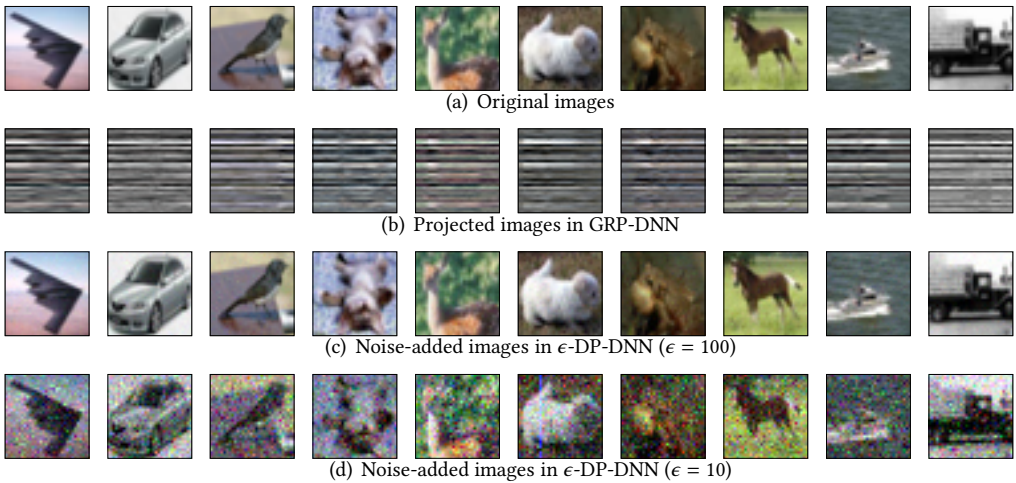 (a) Original images
(b) Projected images in GRP-DNN
(c) Noise-added images in ϵ-DP-DNN (ϵ = 100)
(d) Noise-added images in ϵ-DP-DNN (ϵ = 10)